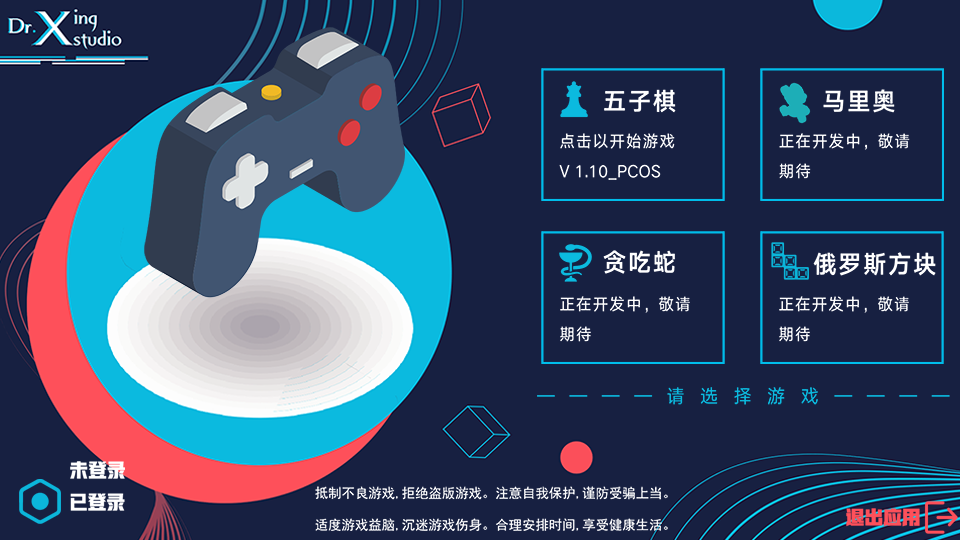 Dr. Xing
studio
五子棋
点击以开始游戏
V 1.10_PCOS
马里奥
正在开发中，敬请
期待
贪吃蛇
正在开发中，敬请
期待
俄罗斯方块
正在开发中，敬请
期待
请选择游戏
未登录
已登录
抵制不良游戏,拒绝盗版游戏。注意自我保护,谨防受骗上当。
适度游戏益脑,沉迷游戏伤身。合理安排时间,享受健康生活。
退出应用